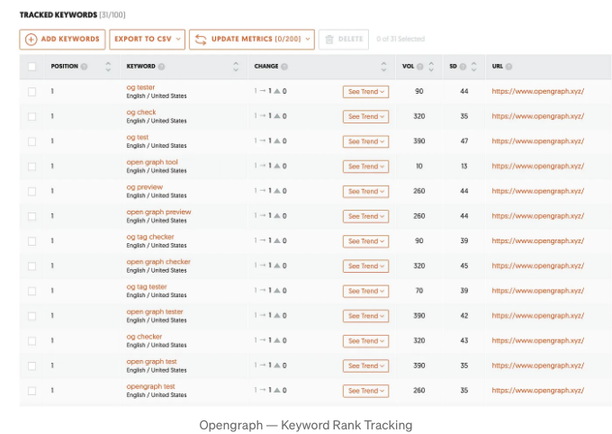 TRACKED KEYWORDS (31/100)
ADD KEYWORDS EXPORT TO CSV UPDATE METRICS (0/200) DELETE 0 of 31 Selected
POSITION KEYWORD CHANGE VOL SD URL
1 og tester 1 → 1 ▲ 0 See Trend 90 44 https://www.opengraph.xyz/
English / United States
1 og check 1 → 1 ▲ 0 See Trend 320 35 https://www.opengraph.xyz/
English / United States
1 og test 1 → 1 ▲ 0 See Trend 390 47 https://www.opengraph.xyz/
English / United States
1 open graph tool 1 → 1 ▲ 0 See Trend 10 13 https://www.opengraph.xyz/
English / United States
1 og preview 1 → 1 ▲ 0 See Trend 260 44 https://www.opengraph.xyz/
English / United States
1 open graph preview 1 → 1 ▲ 0 See Trend 260 44 https://www.opengraph.xyz/
English / United States
1 og tag checker 1 → 1 ▲ 0 See Trend 90 39 https://www.opengraph.xyz/
English / United States
1 open graph checker 1 → 1 ▲ 0 See Trend 320 45 https://www.opengraph.xyz/
English / United States
1 og tag tester 1 → 1 ▲ 0 See Trend 70 39 https://www.opengraph.xyz/
English / United States
1 open graph tester 1 → 1 ▲ 0 See Trend 390 42 https://www.opengraph.xyz/
English / United States
1 og checker 1 → 1 ▲ 0 See Trend 320 43 https://www.opengraph.xyz/
English / United States
1 open graph test 1 → 1 ▲ 0 See Trend 390 35 https://www.opengraph.xyz/
English / United States
1 opengraph test 1 → 1 ▲ 0 See Trend 260 35 https://www.opengraph.xyz/
English / United States
Opengraph — Keyword Rank Tracking